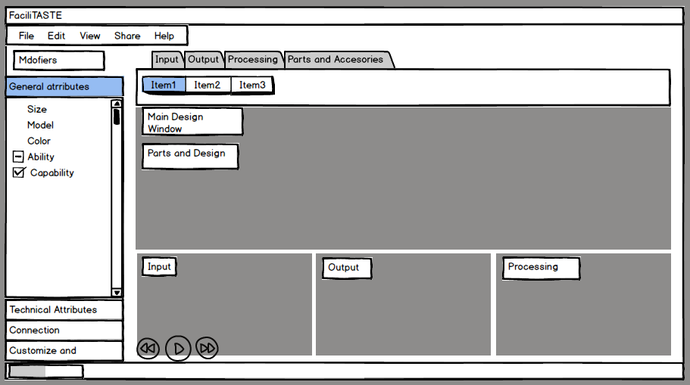 FaciliTASTE
File Edit View Share Help
Mdofiers
Input Output Processing Parts and Accesories
General atrributes
Item1 Item2 Item3
Size
Model
Color
Ability
Capability
Main Design
Window
Parts and Design
Input
Output
Processing
Technical Attributes
Connection
Customize and